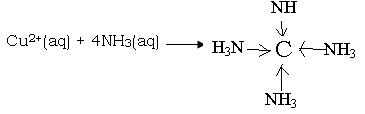 NH
Cu²⁺(aq) + 4NH₃(aq) ⟶ H₃N → C ← NH₃
NH₃